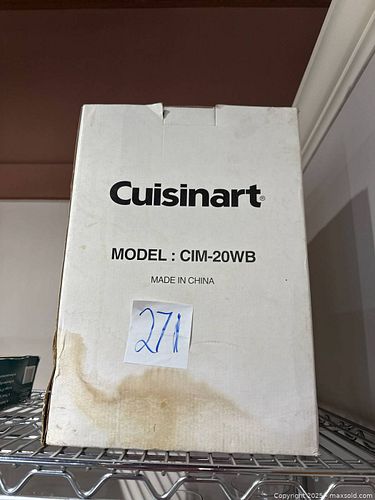 Cuisinart®
MODEL : CIM-20WB
MADE IN CHINA
271
Copyright 2025 - maxsold.com